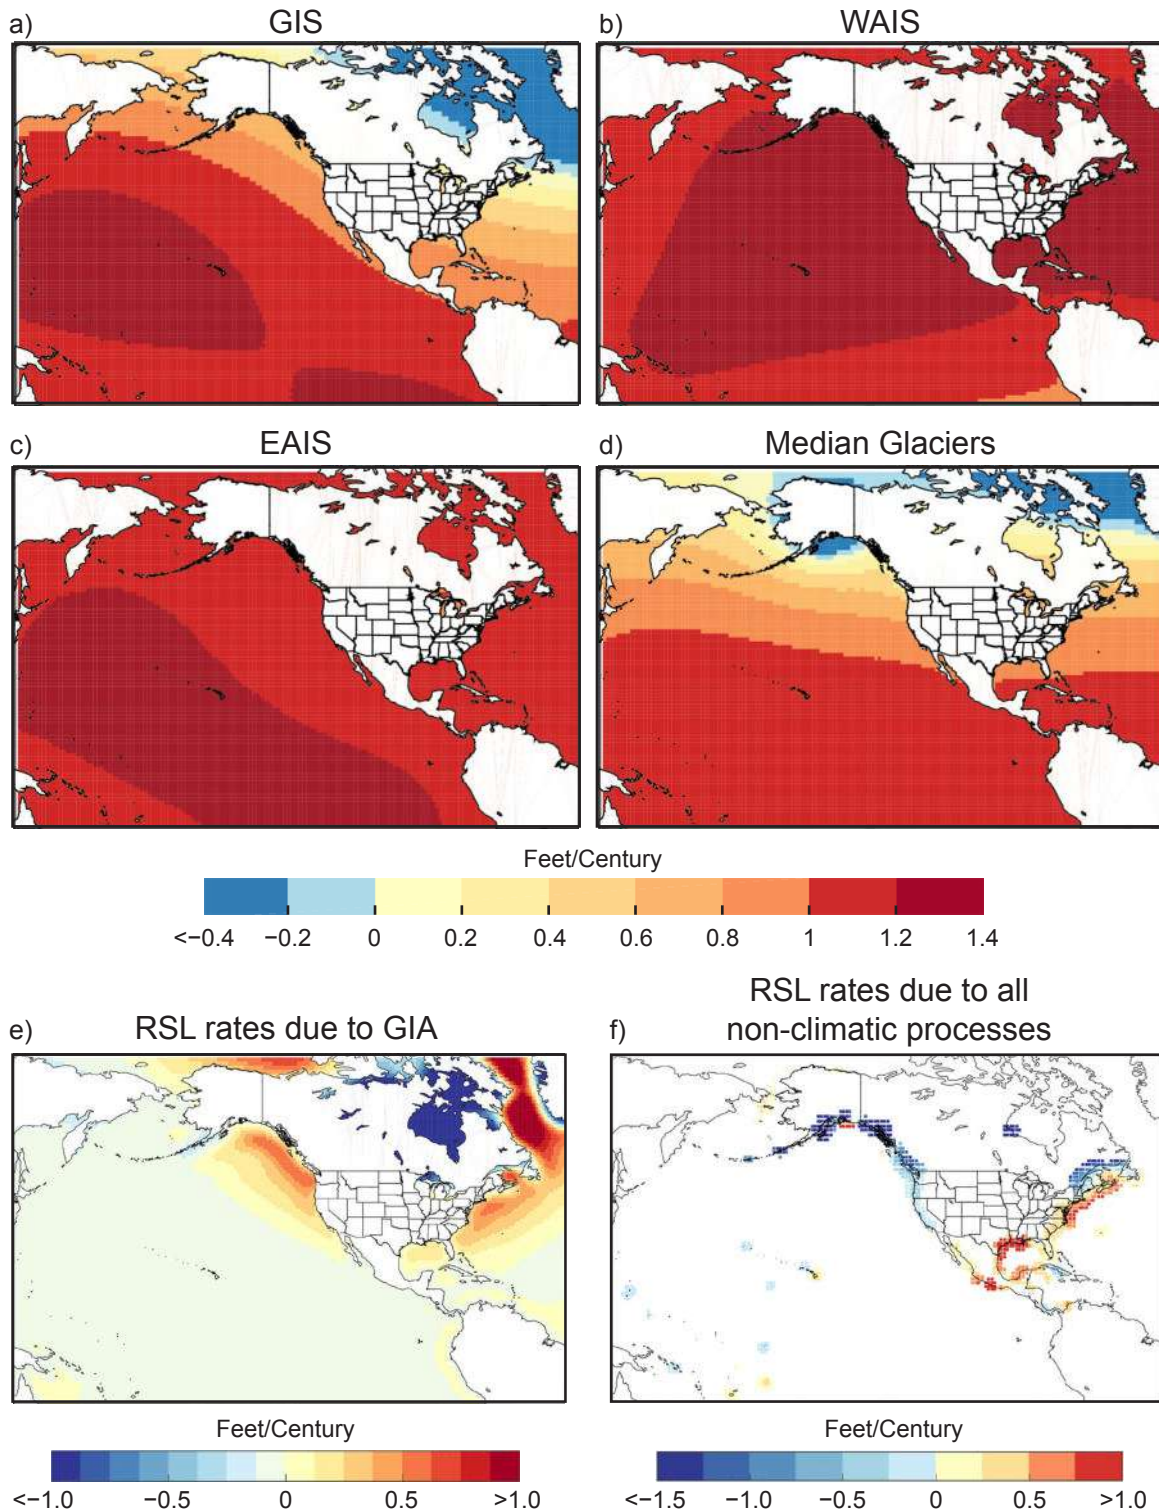 a) GIS
b) WAIS
c) EAIS
d) Median Glaciers
Feet/Century
<−0.4 −0.2 0 0.2 0.4 0.6 0.8 1 1.2 1.4
e) RSL rates due to GIA
f) RSL rates due to all
non-climatic processes
Feet/Century
<−1.0 −0.5 0 0.5 >1.0
Feet/Century
<−1.5 −1.0 −0.5 0 0.5 >1.0